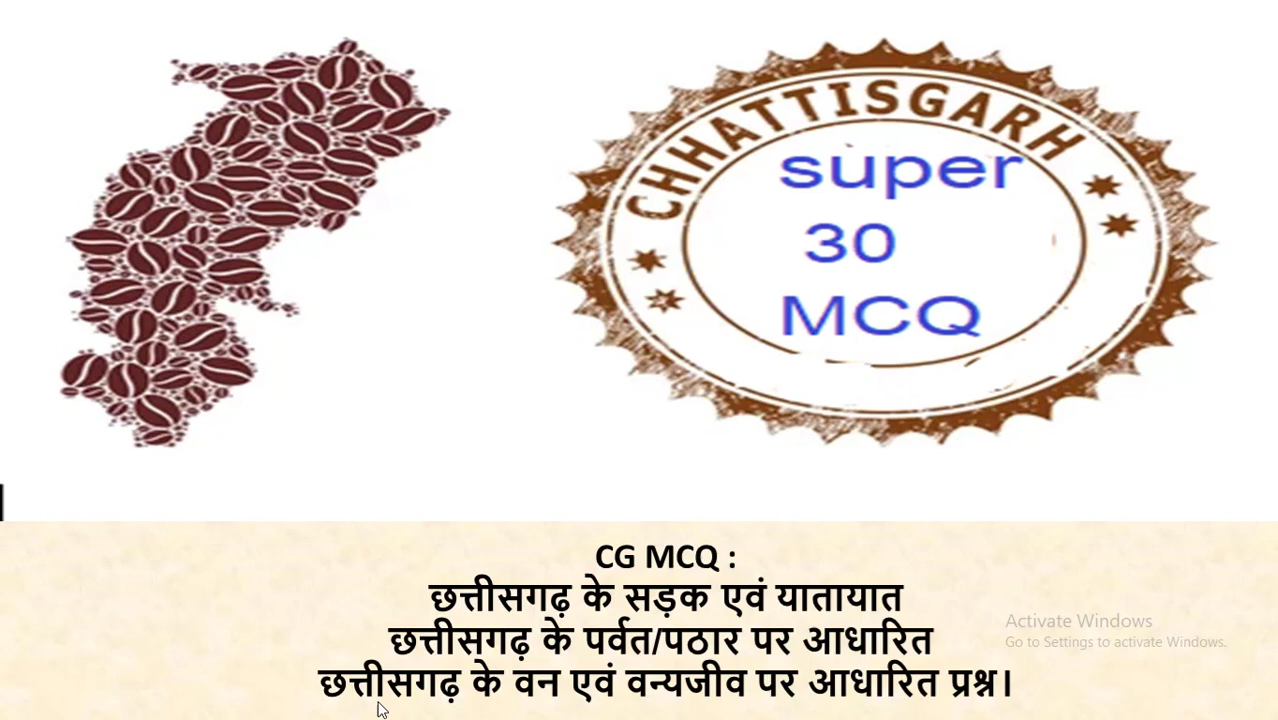 CHHATTISGARH
super
30
MCQ
CG MCQ :
छत्तीसगढ़ के सड़क एवं यातायात
छत्तीसगढ़ के पर्वत/पठार पर आधारित
छत्तीसगढ़ के वन एवं वन्यजीव पर आधारित प्रश्न।
Activate Windows
Go to Settings to activate Windows.